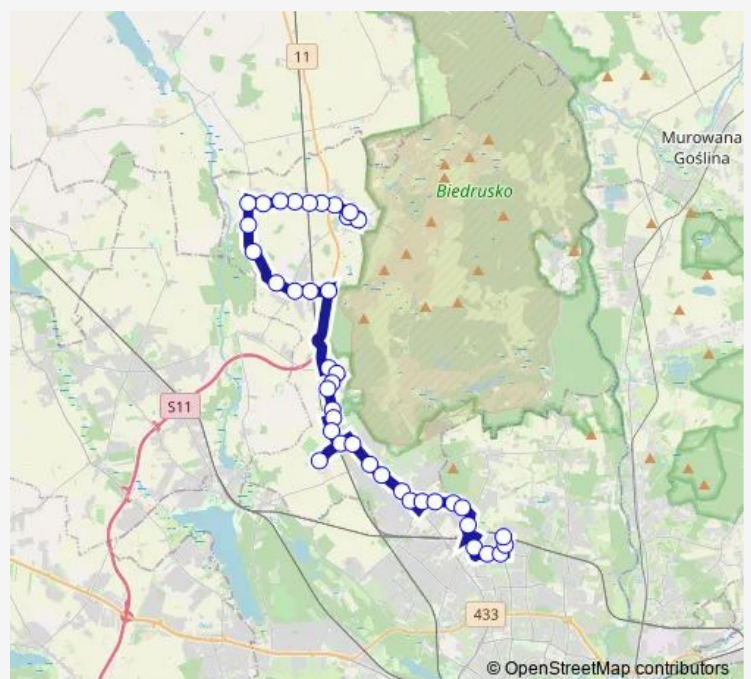 11
Murowana
Goślina
Biedrusko
S11
433
© OpenStreetMap contributors